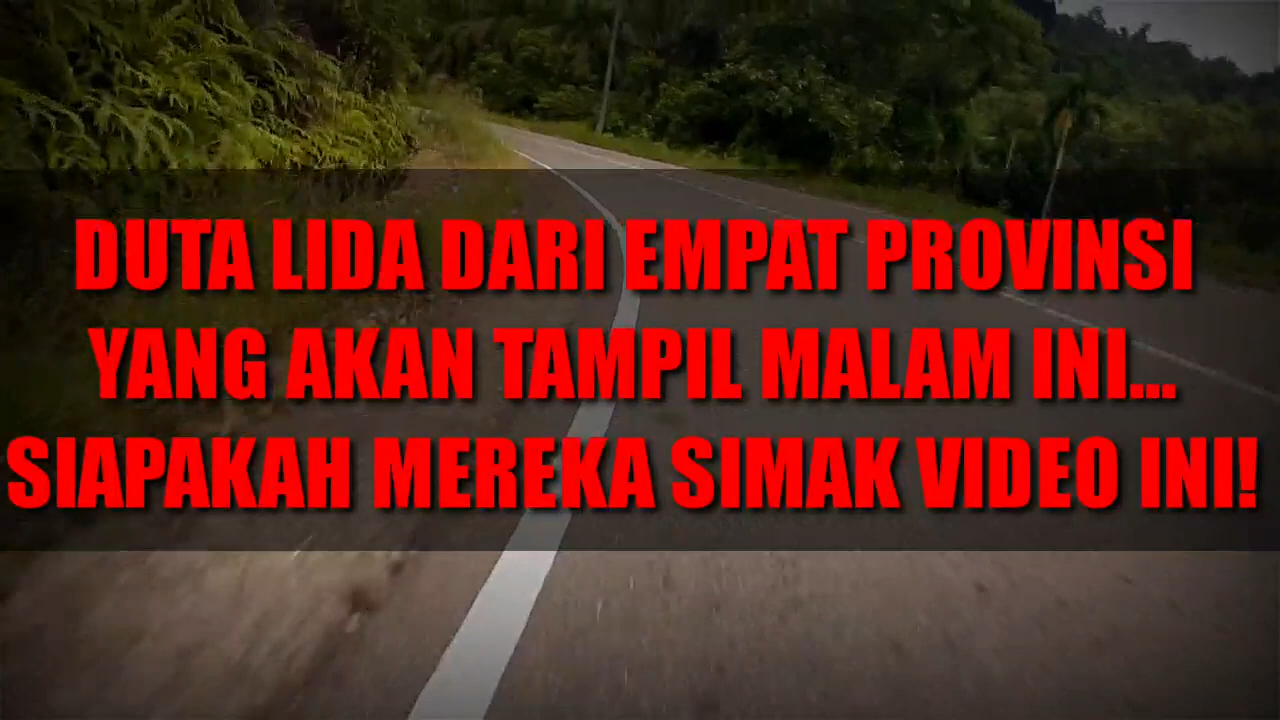 DUTA LIDA DARI EMPAT PROVINSI
YANG AKAN TAMPIL MALAM INI...
SIAPAKAH MEREKA SIMAK VIDEO INI!